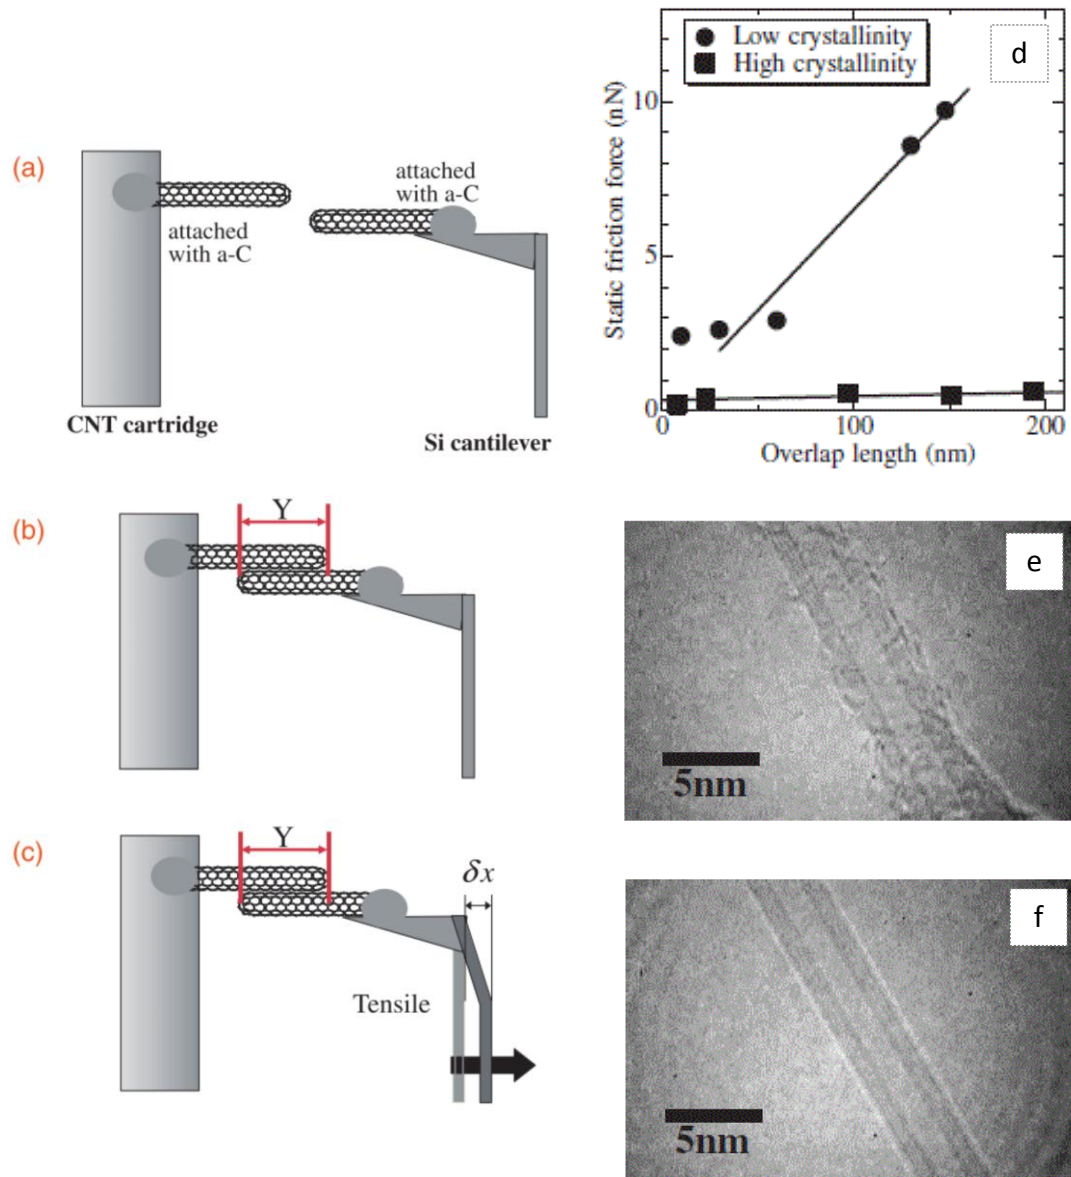 (a)
attached
with a-C
attached
with a-C
CNT cartridge
Si cantilever
(b)
Y
(c)
Y
δx
Tensile
d
Low crystallinity
High crystallinity
Static friction force (nN)
10
5
0
0
100
200
Overlap length (nm)
e
5nm
f
5nm